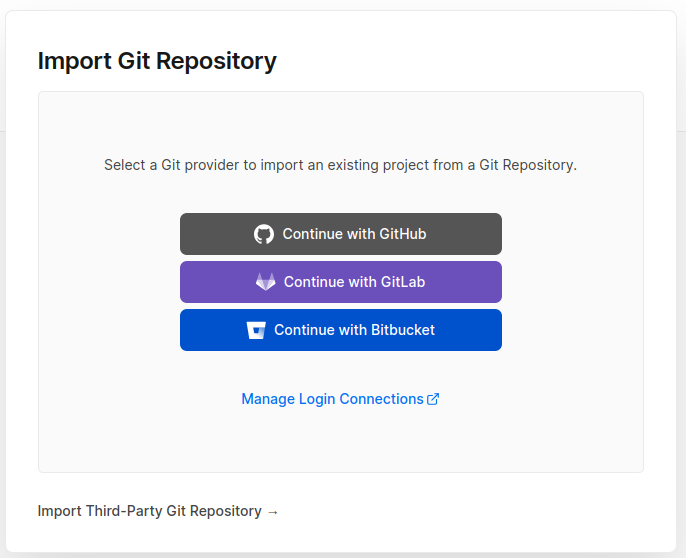 Import Git Repository
Select a Git provider to import an existing project from a Git Repository.
Continue with GitHub
Continue with GitLab
Continue with Bitbucket
Manage Login Connections
Import Third-Party Git Repository →